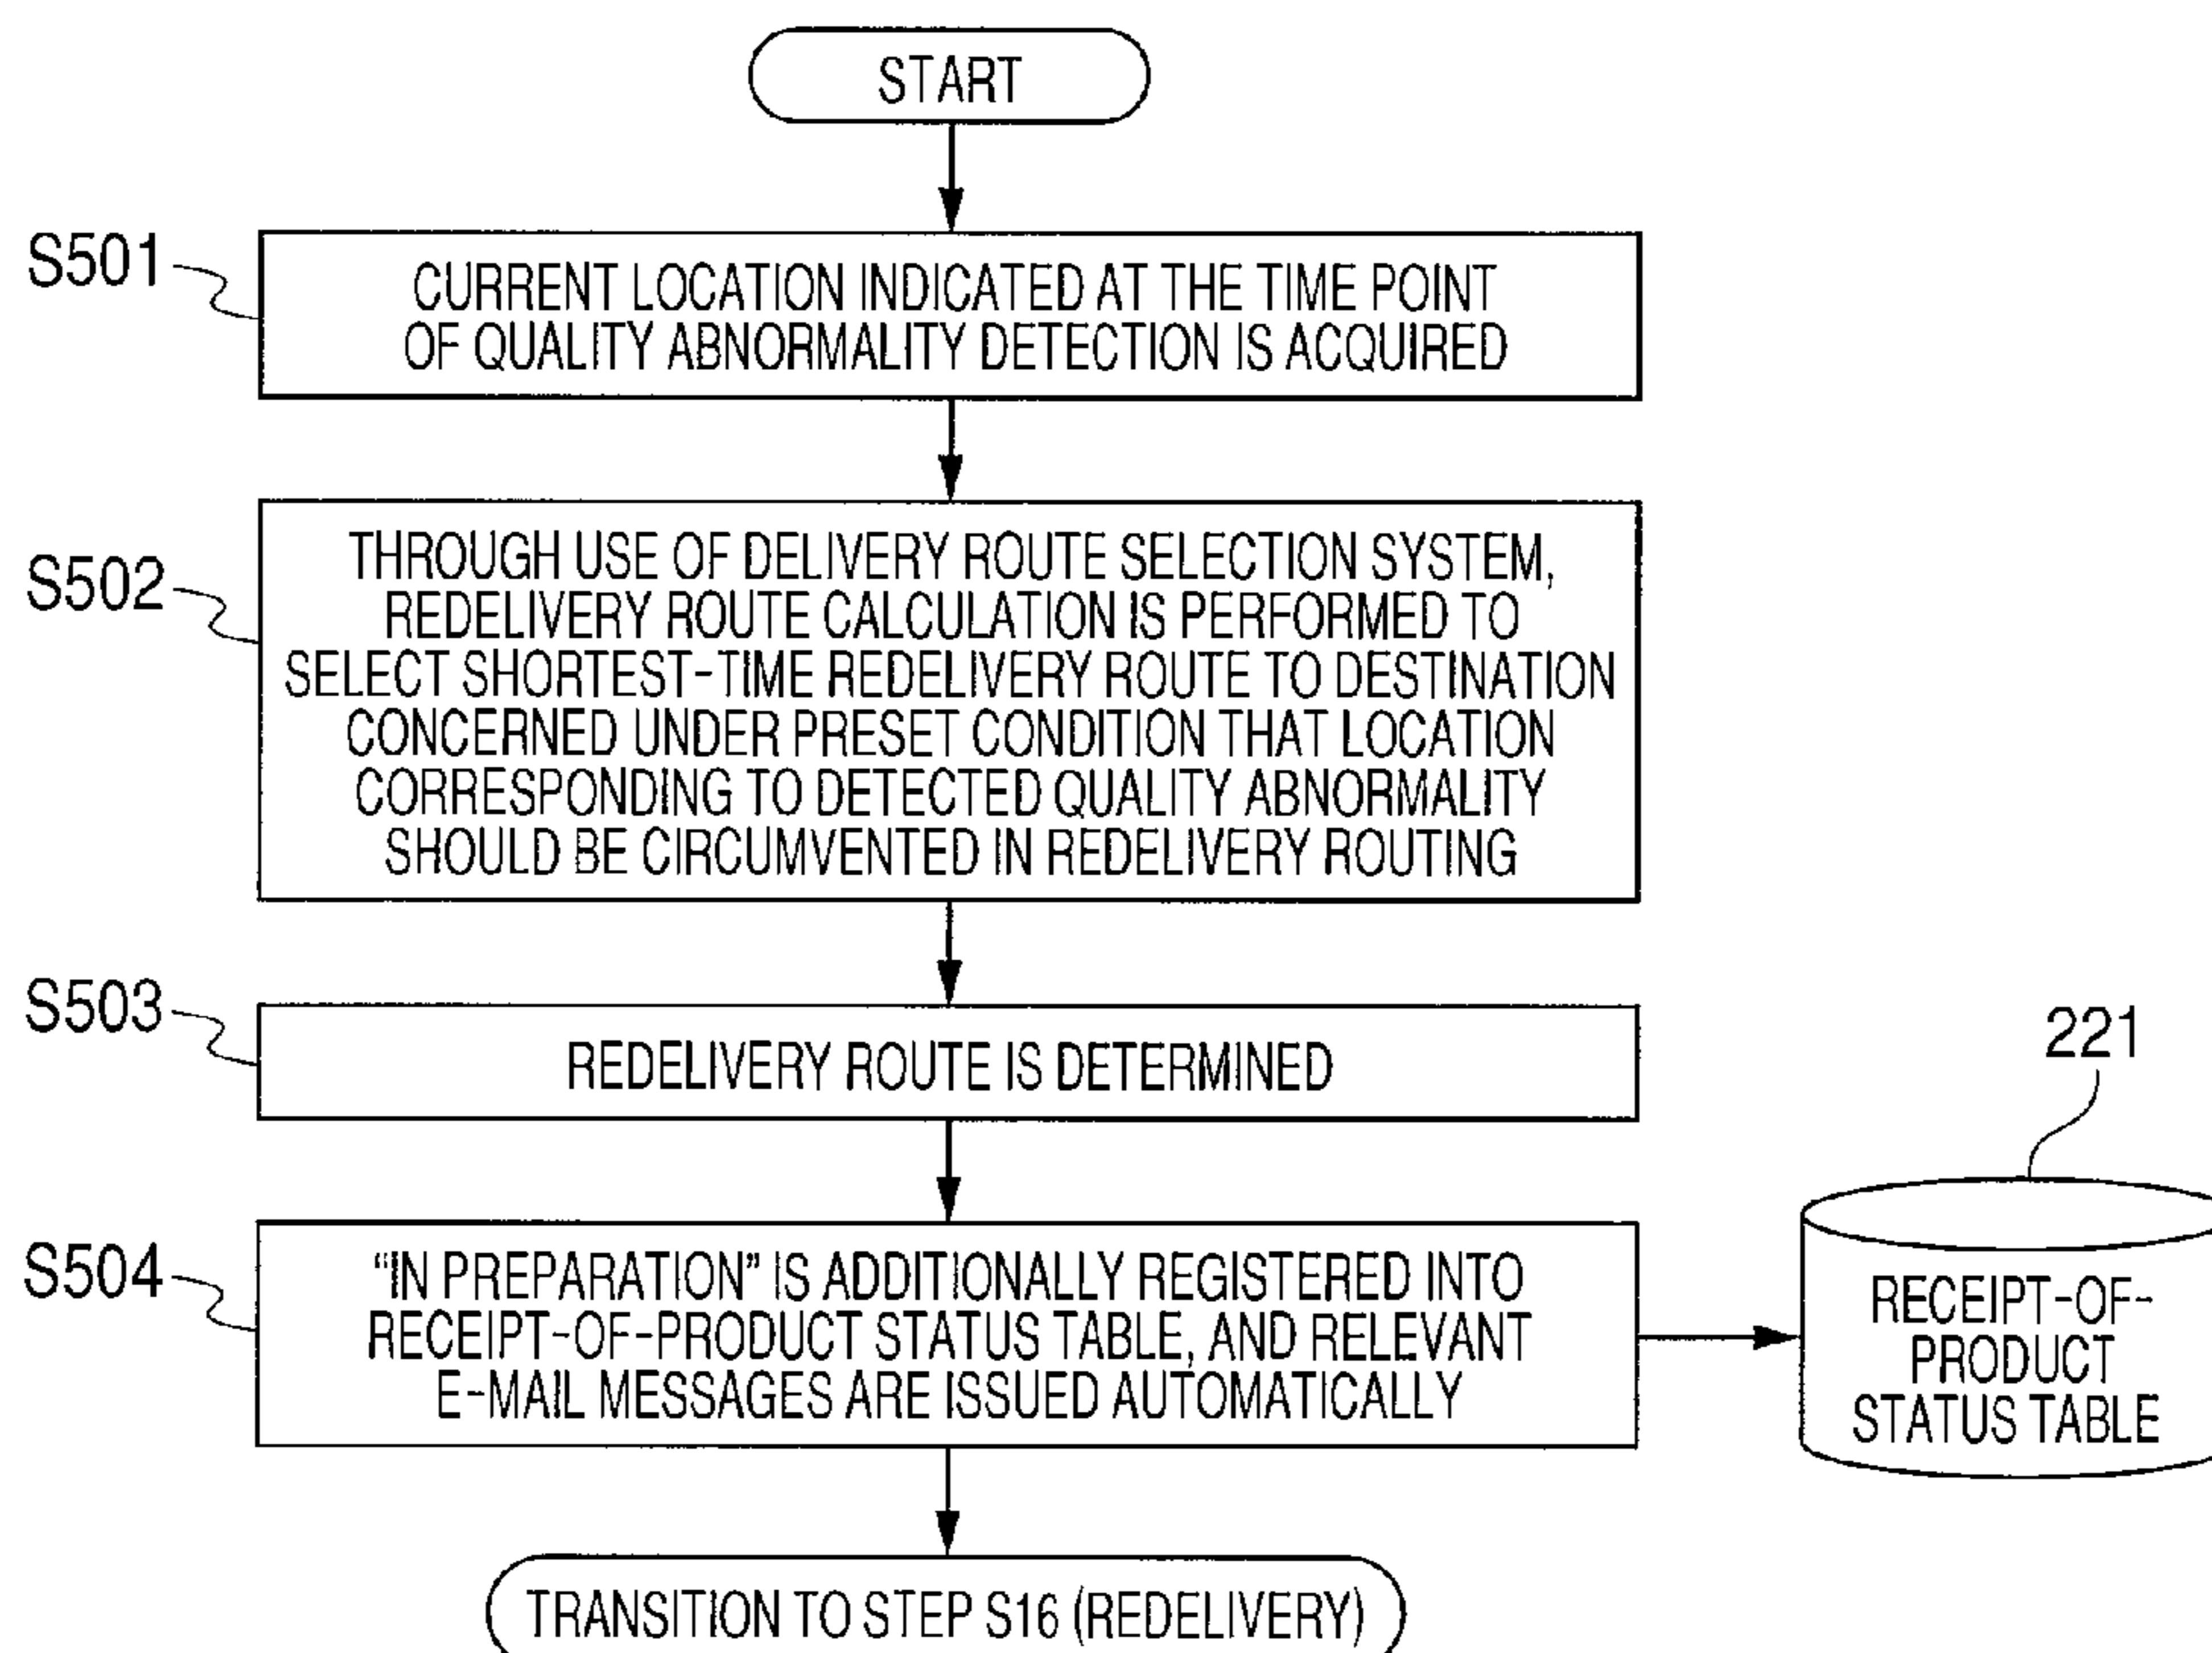 START
S501
CURRENT LOCATION INDICATED AT THE TIME POINT
OF QUALITY ABNORMALITY DETECTION IS ACQUIRED
S502
THROUGH USE OF DELIVERY ROUTE SELECTION SYSTEM,
REDELIVERY ROUTE CALCULATION IS PERFORMED TO
SELECT SHORTEST-TIME REDELIVERY ROUTE TO DESTINATION
CONCERNED UNDER PRESET CONDITION THAT LOCATION
CORRESPONDING TO DETECTED QUALITY ABNORMALITY
SHOULD BE CIRCUMVENTED IN REDELIVERY ROUTING
S503
REDELIVERY ROUTE IS DETERMINED
221
S504
“IN PREPARATION” IS ADDITIONALLY REGISTERED INTO
RECEIPT-OF-PRODUCT STATUS TABLE, AND RELEVANT
E-MAIL MESSAGES ARE ISSUED AUTOMATICALLY
RECEIPT-OF-
PRODUCT
STATUS TABLE
TRANSITION TO STEP S16 (REDELIVERY)